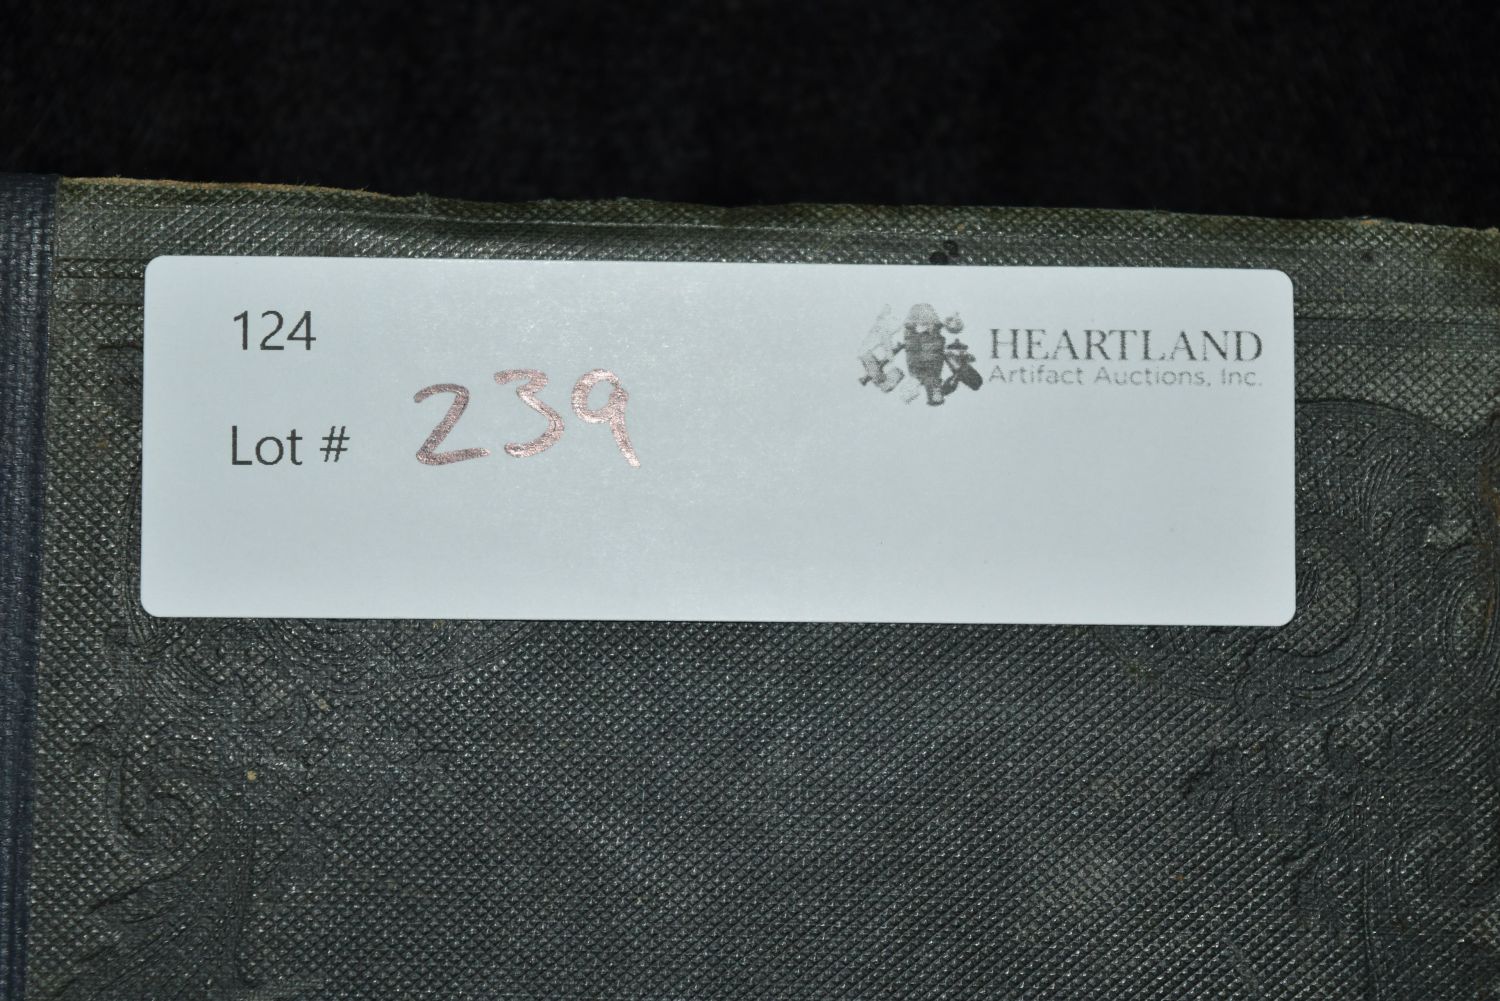 124
Lot # 239
HEARTLAND
Artifact Auctions, Inc.